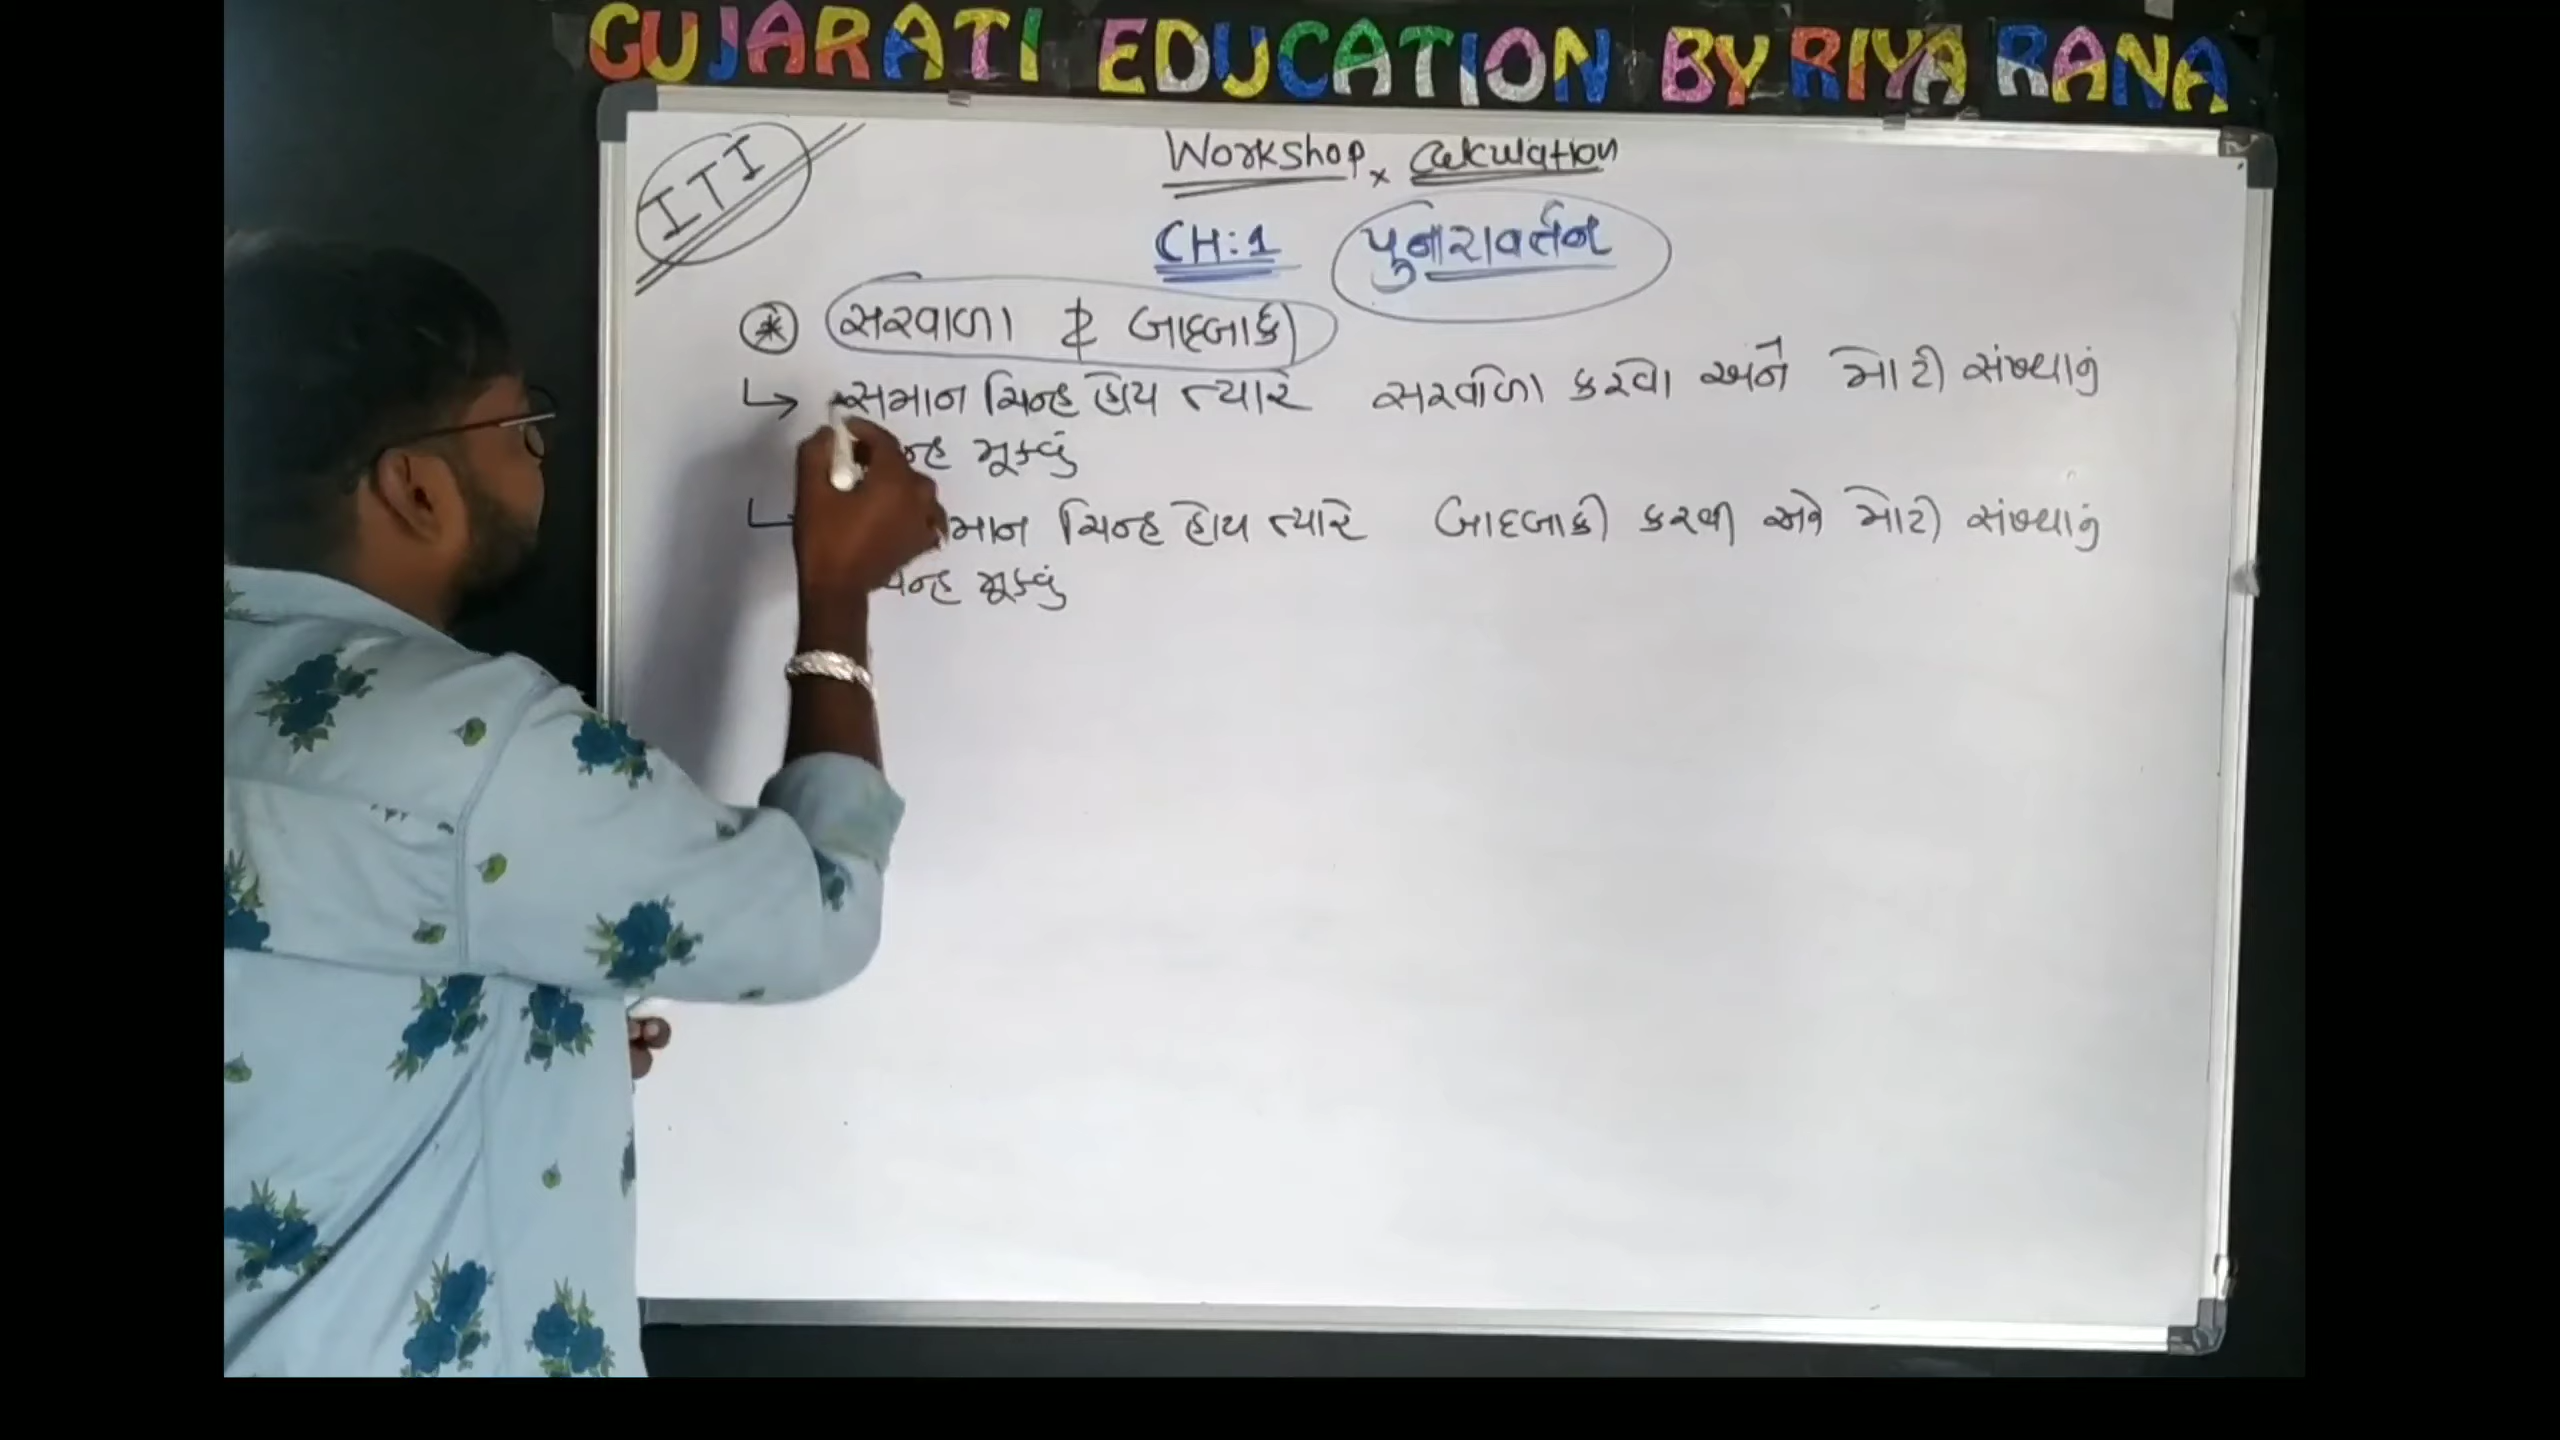 GUJARATI EDUCATION BY RIYA RANA
ITI
Workshop Calculation
CH:1 પુનરાવર્તન
સરવાળા & બાદબાકી
↳ સમાન ચિન્હ હોય ત્યારે સરવાળા કરવા અને મોટી સંખ્યાનું
મૂકવું
↳ ચિન્હ હોય ત્યારે બાદબાકી કરવી અને મોટી સંખ્યાનું
મૂકવું